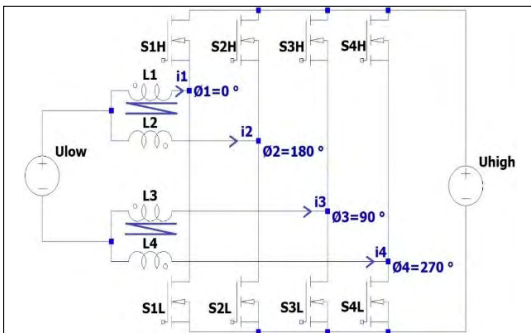 S1H S2H S3H S4H
L1
i1
Ø1=0 °
L2
i2
Ø2=180 °
Ulow
Uhigh
L3
i3
Ø3=90 °
L4
i4
Ø4=270 °
S1L S2L S3L S4L